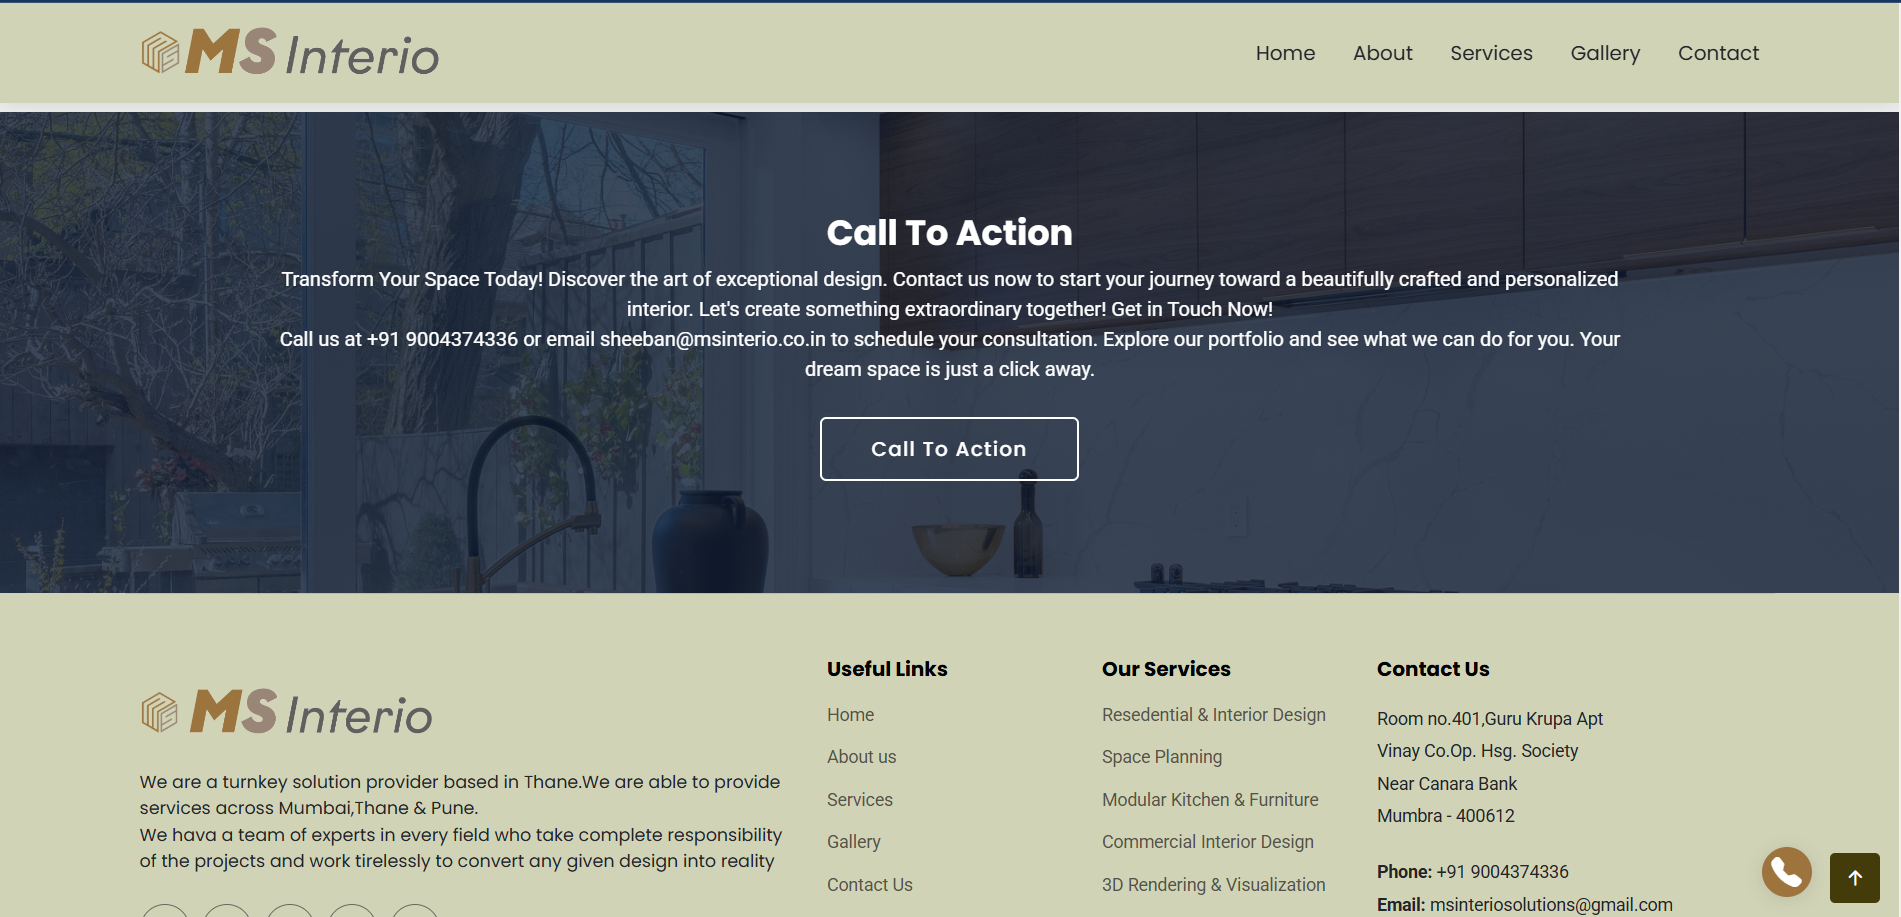 MS Interio
Home About Services Gallery Contact
Call To Action
Transform Your Space Today! Discover the art of exceptional design. Contact us now to start your journey toward a beautifully crafted and personalized
interior. Let's create something extraordinary together! Get in Touch Now!
Call us at +91 9004374336 or email sheeban@msinterio.co.in to schedule your consultation. Explore our portfolio and see what we can do for you. Your
dream space is just a click away.
Call To Action
MS Interio
We are a turnkey solution provider based in Thane.We are able to provide
services across Mumbai,Thane & Pune.
We hava a team of experts in every field who take complete responsibility
of the projects and work tirelessly to convert any given design into reality
Useful Links
Home
About us
Services
Gallery
Contact Us
Our Services
Resedential & Interior Design
Space Planning
Modular Kitchen & Furniture
Commercial Interior Design
3D Rendering & Visualization
Contact Us
Room no.401,Guru Krupa Apt
Vinay Co.Op. Hsg. Society
Near Canara Bank
Mumbra - 400612
Phone: +91 9004374336
Email: msinteriosolutions@gmail.com